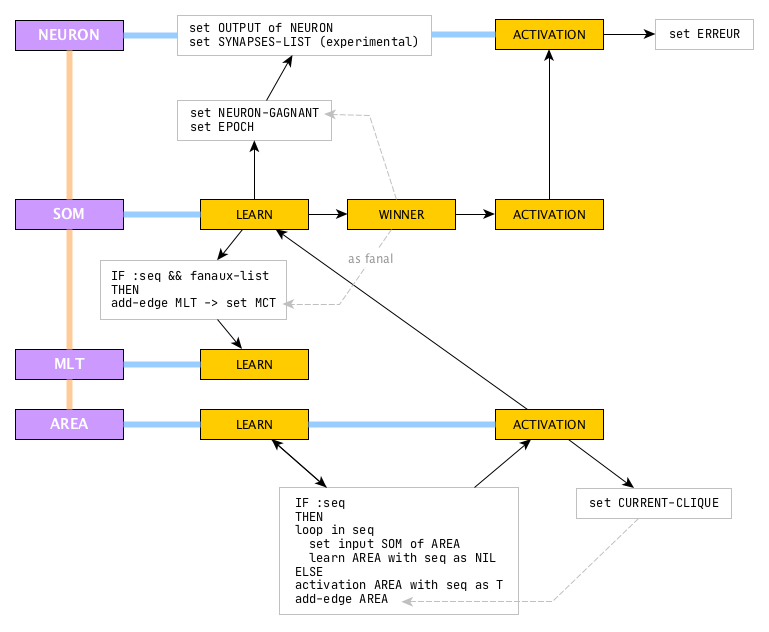 NEURON
set OUTPUT of NEURON
set SYNAPSES-LIST (experimental)
ACTIVATION
set ERREUR
set NEURON-GAGNANT
set EPOCH
SOM
LEARN
WINNER
ACTIVATION
as fanal
IF :seq && fanaux-list
THEN
add-edge MLT -> set MCT
MLT
LEARN
AREA
LEARN
ACTIVATION
IF :seq
THEN
loop in seq
  set input SOM of AREA
  learn AREA with seq as NIL
ELSE
activation AREA with seq as T
add-edge AREA
set CURRENT-CLIQUE